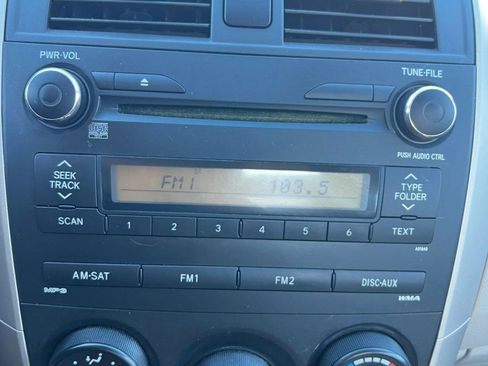 PWR·VOL
TUNE·FILE
PUSH AUDIO CTRL
SEEK
TRACK
FM1 103.5
TYPE
FOLDER
SCAN 1 2 3 4 5 6 TEXT
AM·SAT FM1 FM2 DISC·AUX
MP3 WMA